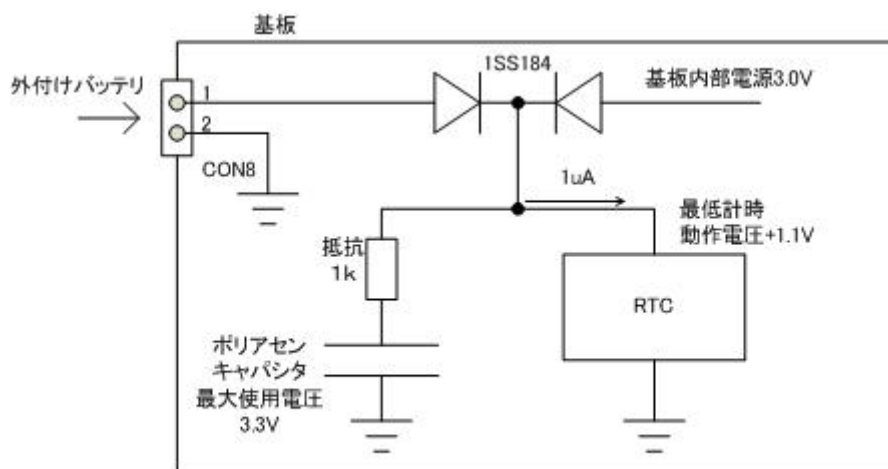 基板
1SS184
外付けバッテリ
基板内部電源3.0V
1
2
CON8
1uA
最低計時
動作電圧+1.1V
抵抗
1k
RTC
ポリアセン
キャパシタ
最大使用電圧
3.3V